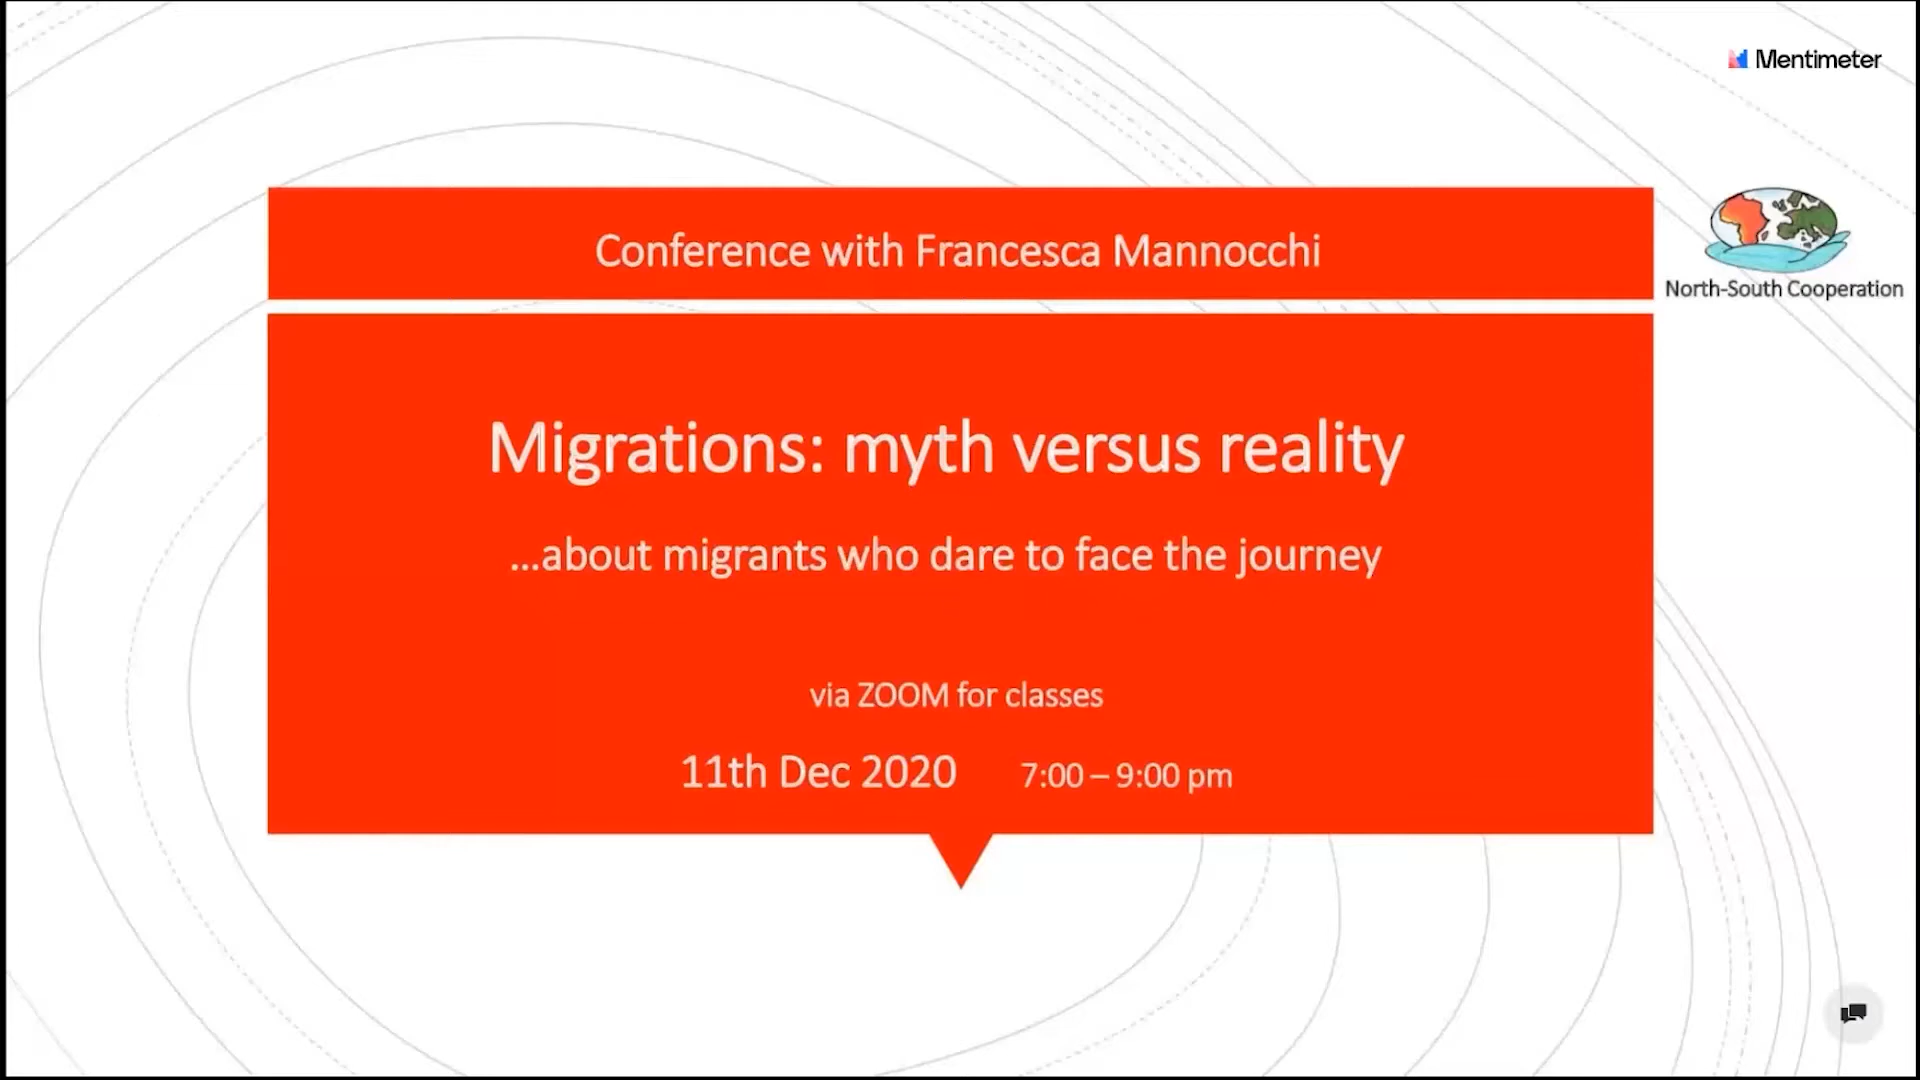 Mentimeter
Conference with Francesca Mannocchi
North-South Cooperation
Migrations: myth versus reality
...about migrants who dare to face the journey
via ZOOM for classes
11th Dec 2020 7:00 – 9:00 pm